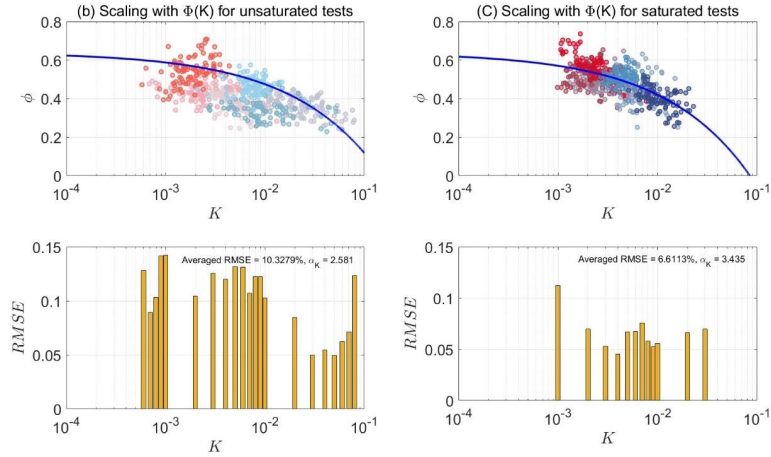 (b) Scaling with Φ(K) for unsaturated tests
0.8
0.6
0.4
0.2
0
ϕ
10^-4
10^-3
10^-2
10^-1
K
(C) Scaling with Φ(K) for saturated tests
0.8
0.6
0.4
0.2
0
ϕ
10^-4
10^-3
10^-2
10^-1
K
0.15
0.1
0.05
0
RMSE
Averaged RMSE = 10.3279%, α_K = 2.581
10^-4
10^-3
10^-2
10^-1
K
0.15
0.1
0.05
0
RMSE
Averaged RMSE = 6.6113%, α_K = 3.435
10^-4
10^-3
10^-2
10^-1
K